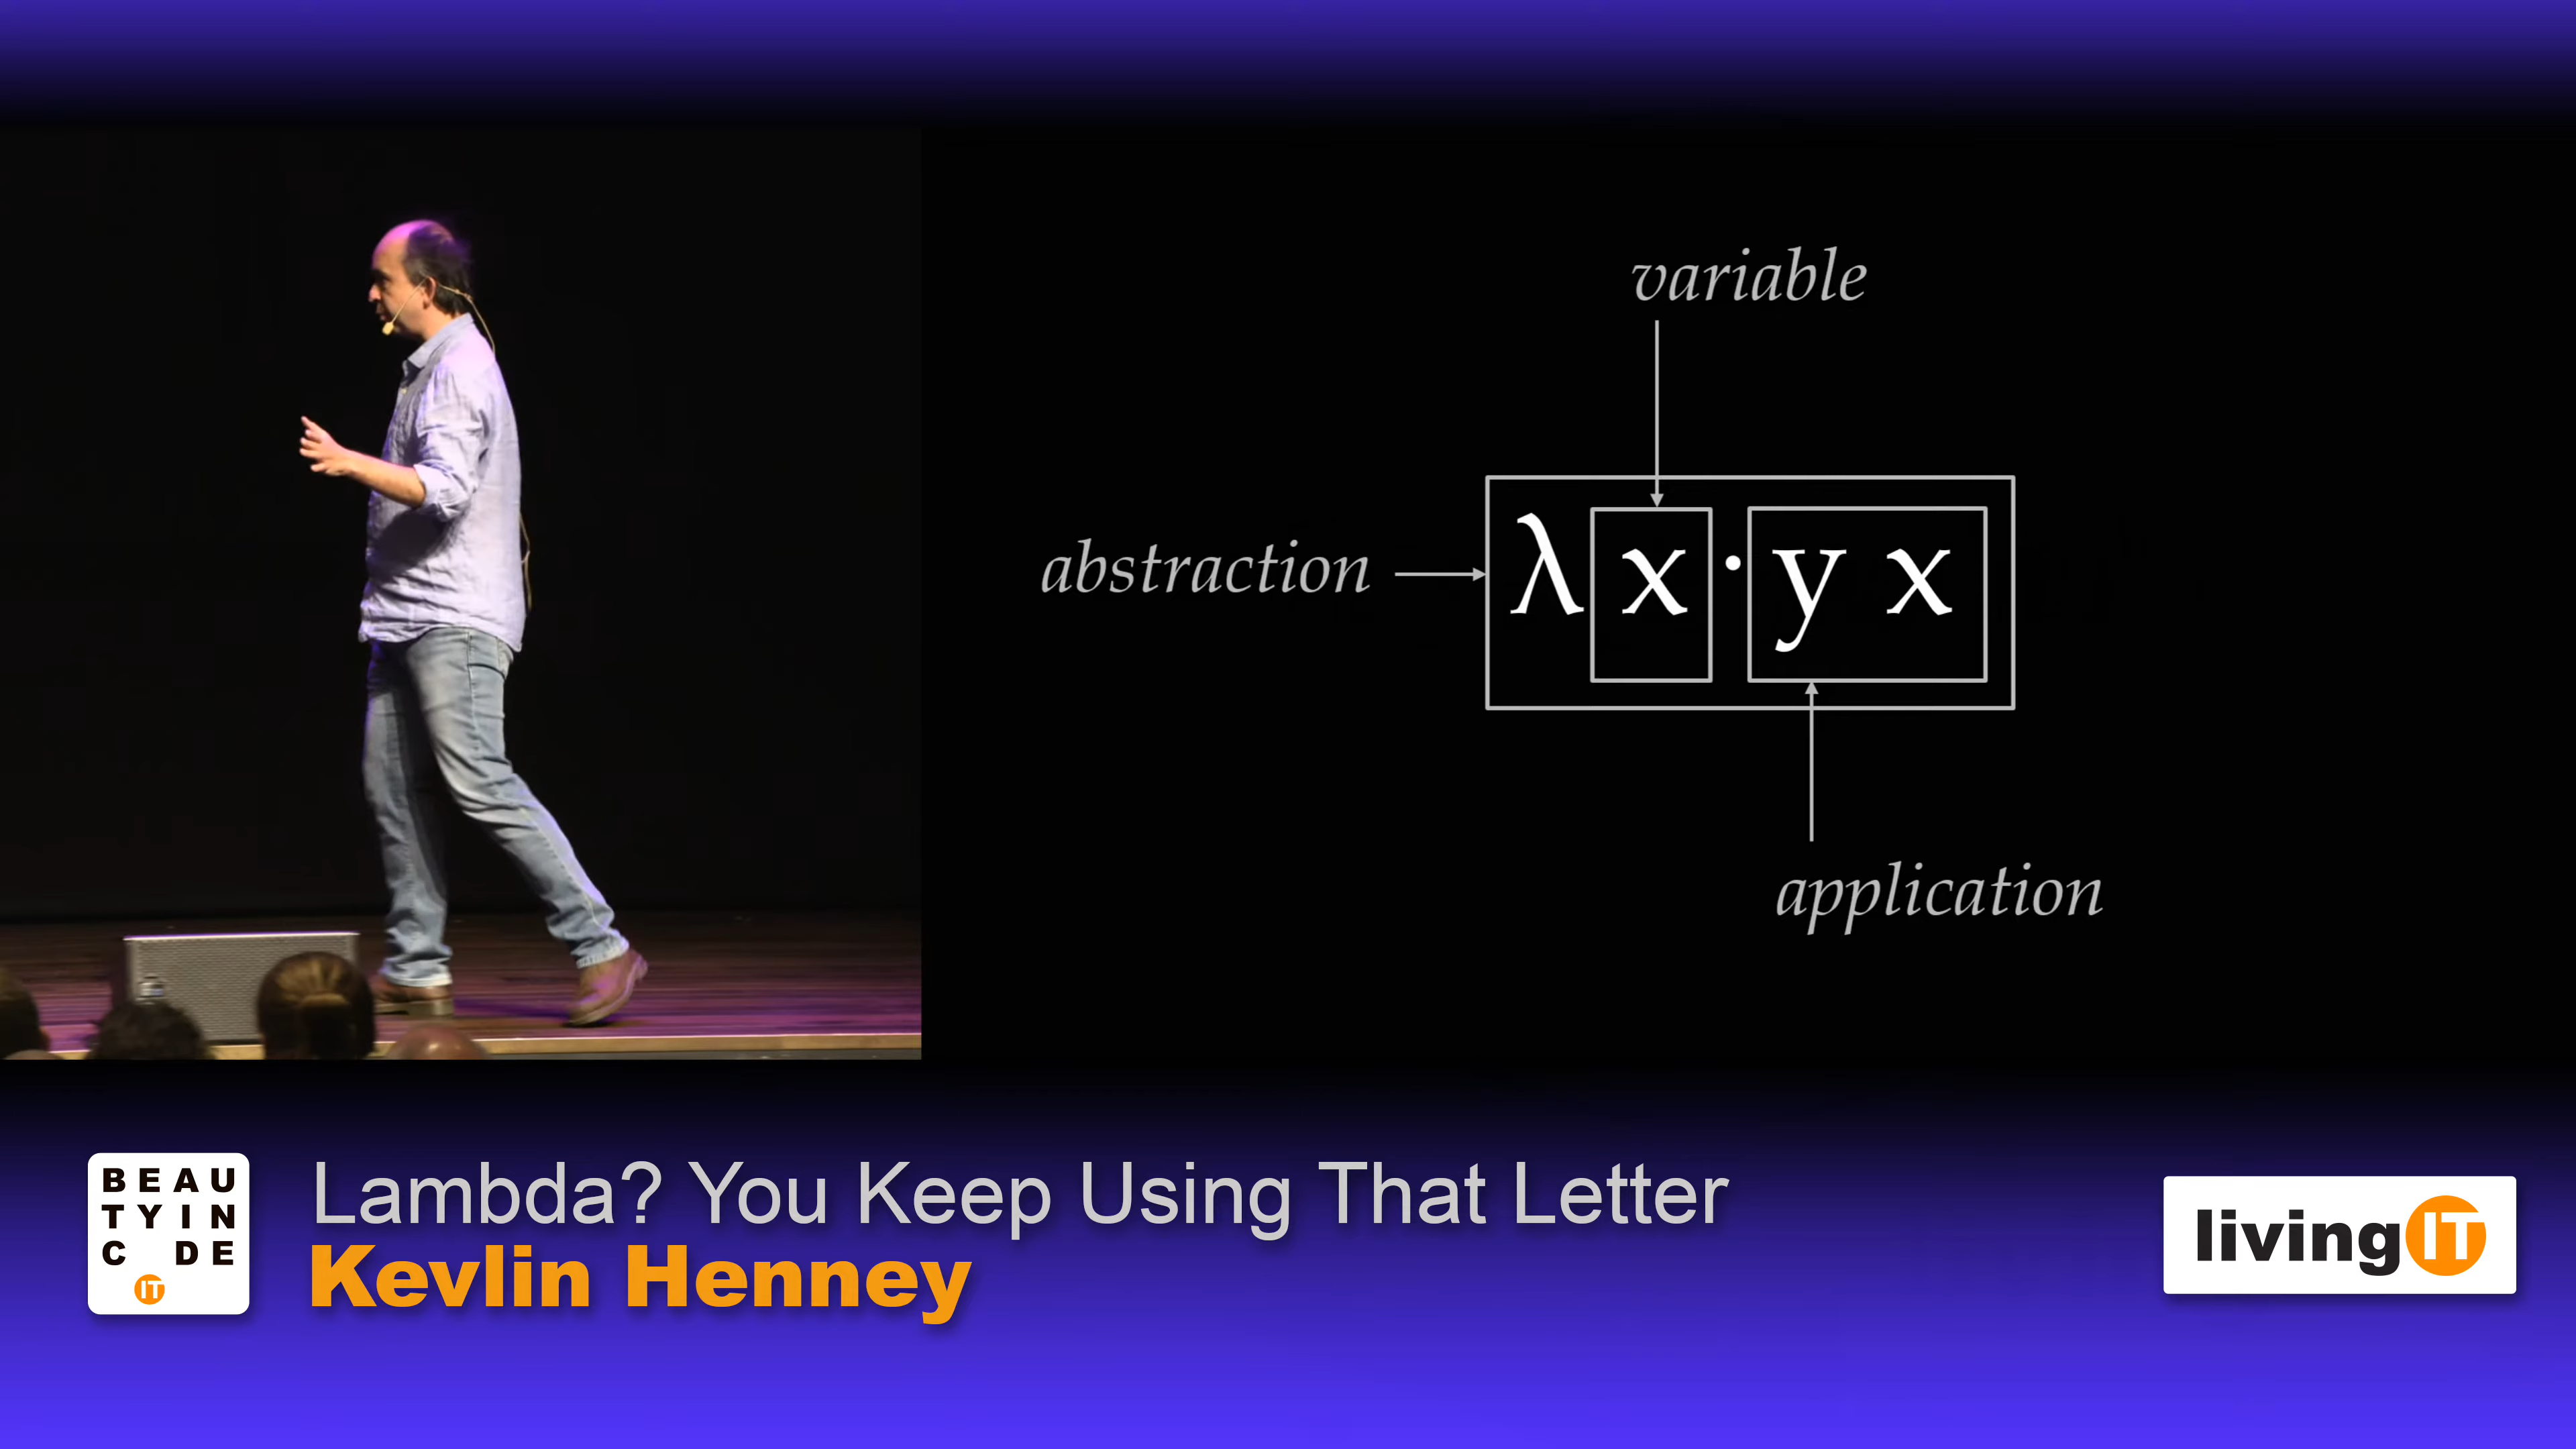 variable
abstraction
λ x · y x
application
BEAU
TYIN
C DE
IT
Lambda? You Keep Using That Letter
Kevlin Henney
livingIT